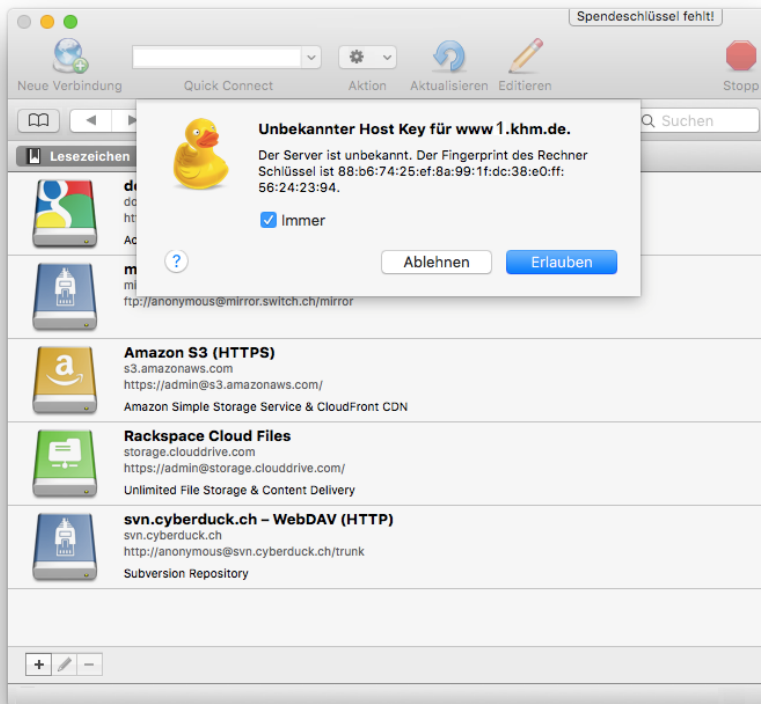 Spendeschlüssel fehlt!
Neue Verbindung
Quick Connect
Aktion
Aktualisieren
Editieren
Stopp
Suchen
Lesezeichen
Unbekannter Host Key für www1.khm.de.
Der Server ist unbekannt. Der Fingerprint des Rechner
Schlüssel ist 88:b6:74:25:ef:8a:99:1f:dc:38:e0:ff:
56:24:23:94.
Immer
?
Ablehnen
Erlauben
ftp://anonymous@mirror.switch.ch/mirror
Amazon S3 (HTTPS)
s3.amazonaws.com
https://admin@s3.amazonaws.com/
Amazon Simple Storage Service & CloudFront CDN
Rackspace Cloud Files
storage.clouddrive.com
https://admin@storage.clouddrive.com/
Unlimited File Storage & Content Delivery
svn.cyberduck.ch – WebDAV (HTTP)
svn.cyberduck.ch
http://anonymous@svn.cyberduck.ch/trunk
Subversion Repository